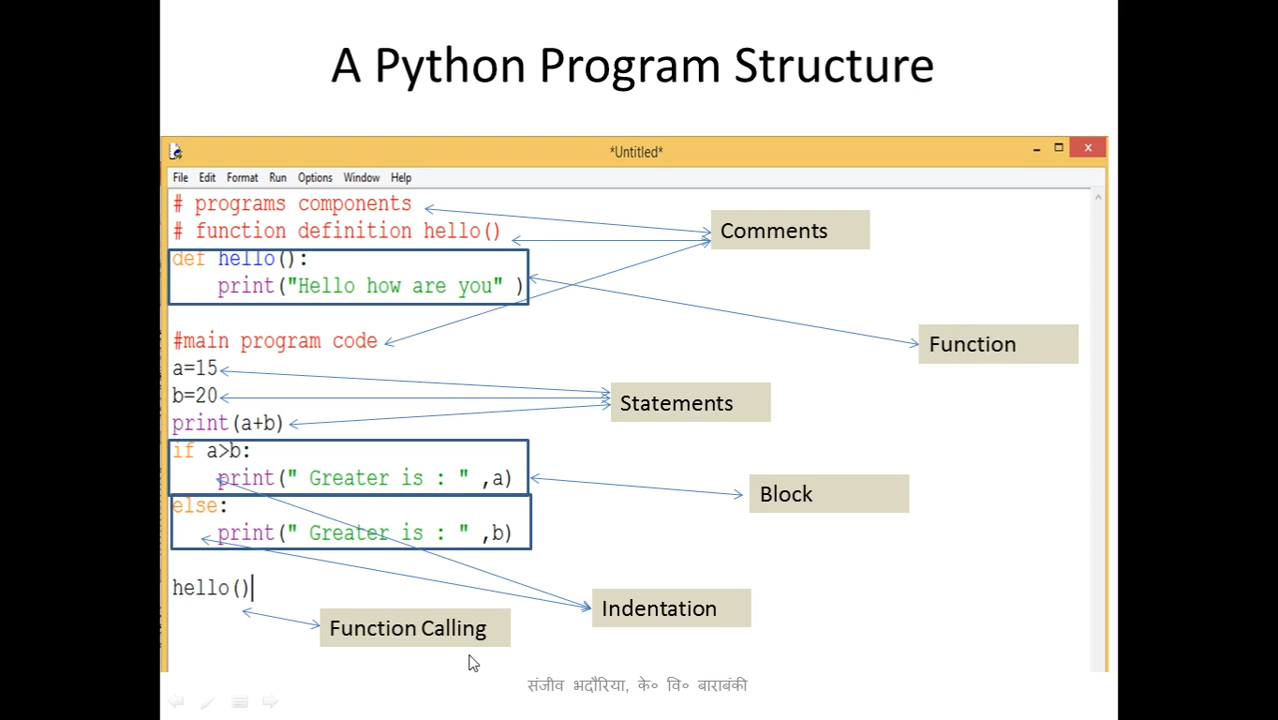 A Python Program Structure
*Untitled*
File Edit Format Run Options Window Help
# programs components
# function definition hello()
Comments
def hello():
print("Hello how are you" )
#main program code
Function
a=15
b=20
Statements
print(a+b)
if a>b:
print(" Greater is : " ,a)
Block
else:
print(" Greater is : " ,b)
hello()
Indentation
Function Calling
संजीव भदौरिया, के० वि० बाराबंकी